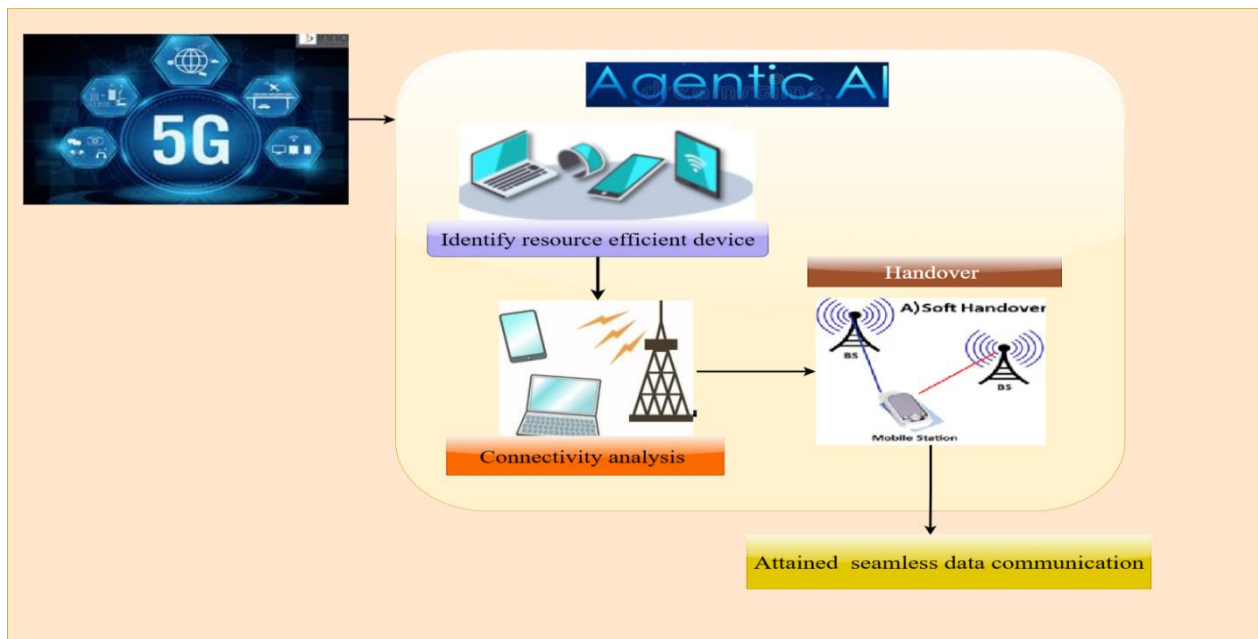 5G
Agentic AI
dreamstime
Identify resource efficient device
Handover
A)Soft Handover
BS
BS
Mobile Station
Connectivity analysis
Attained seamless data communication